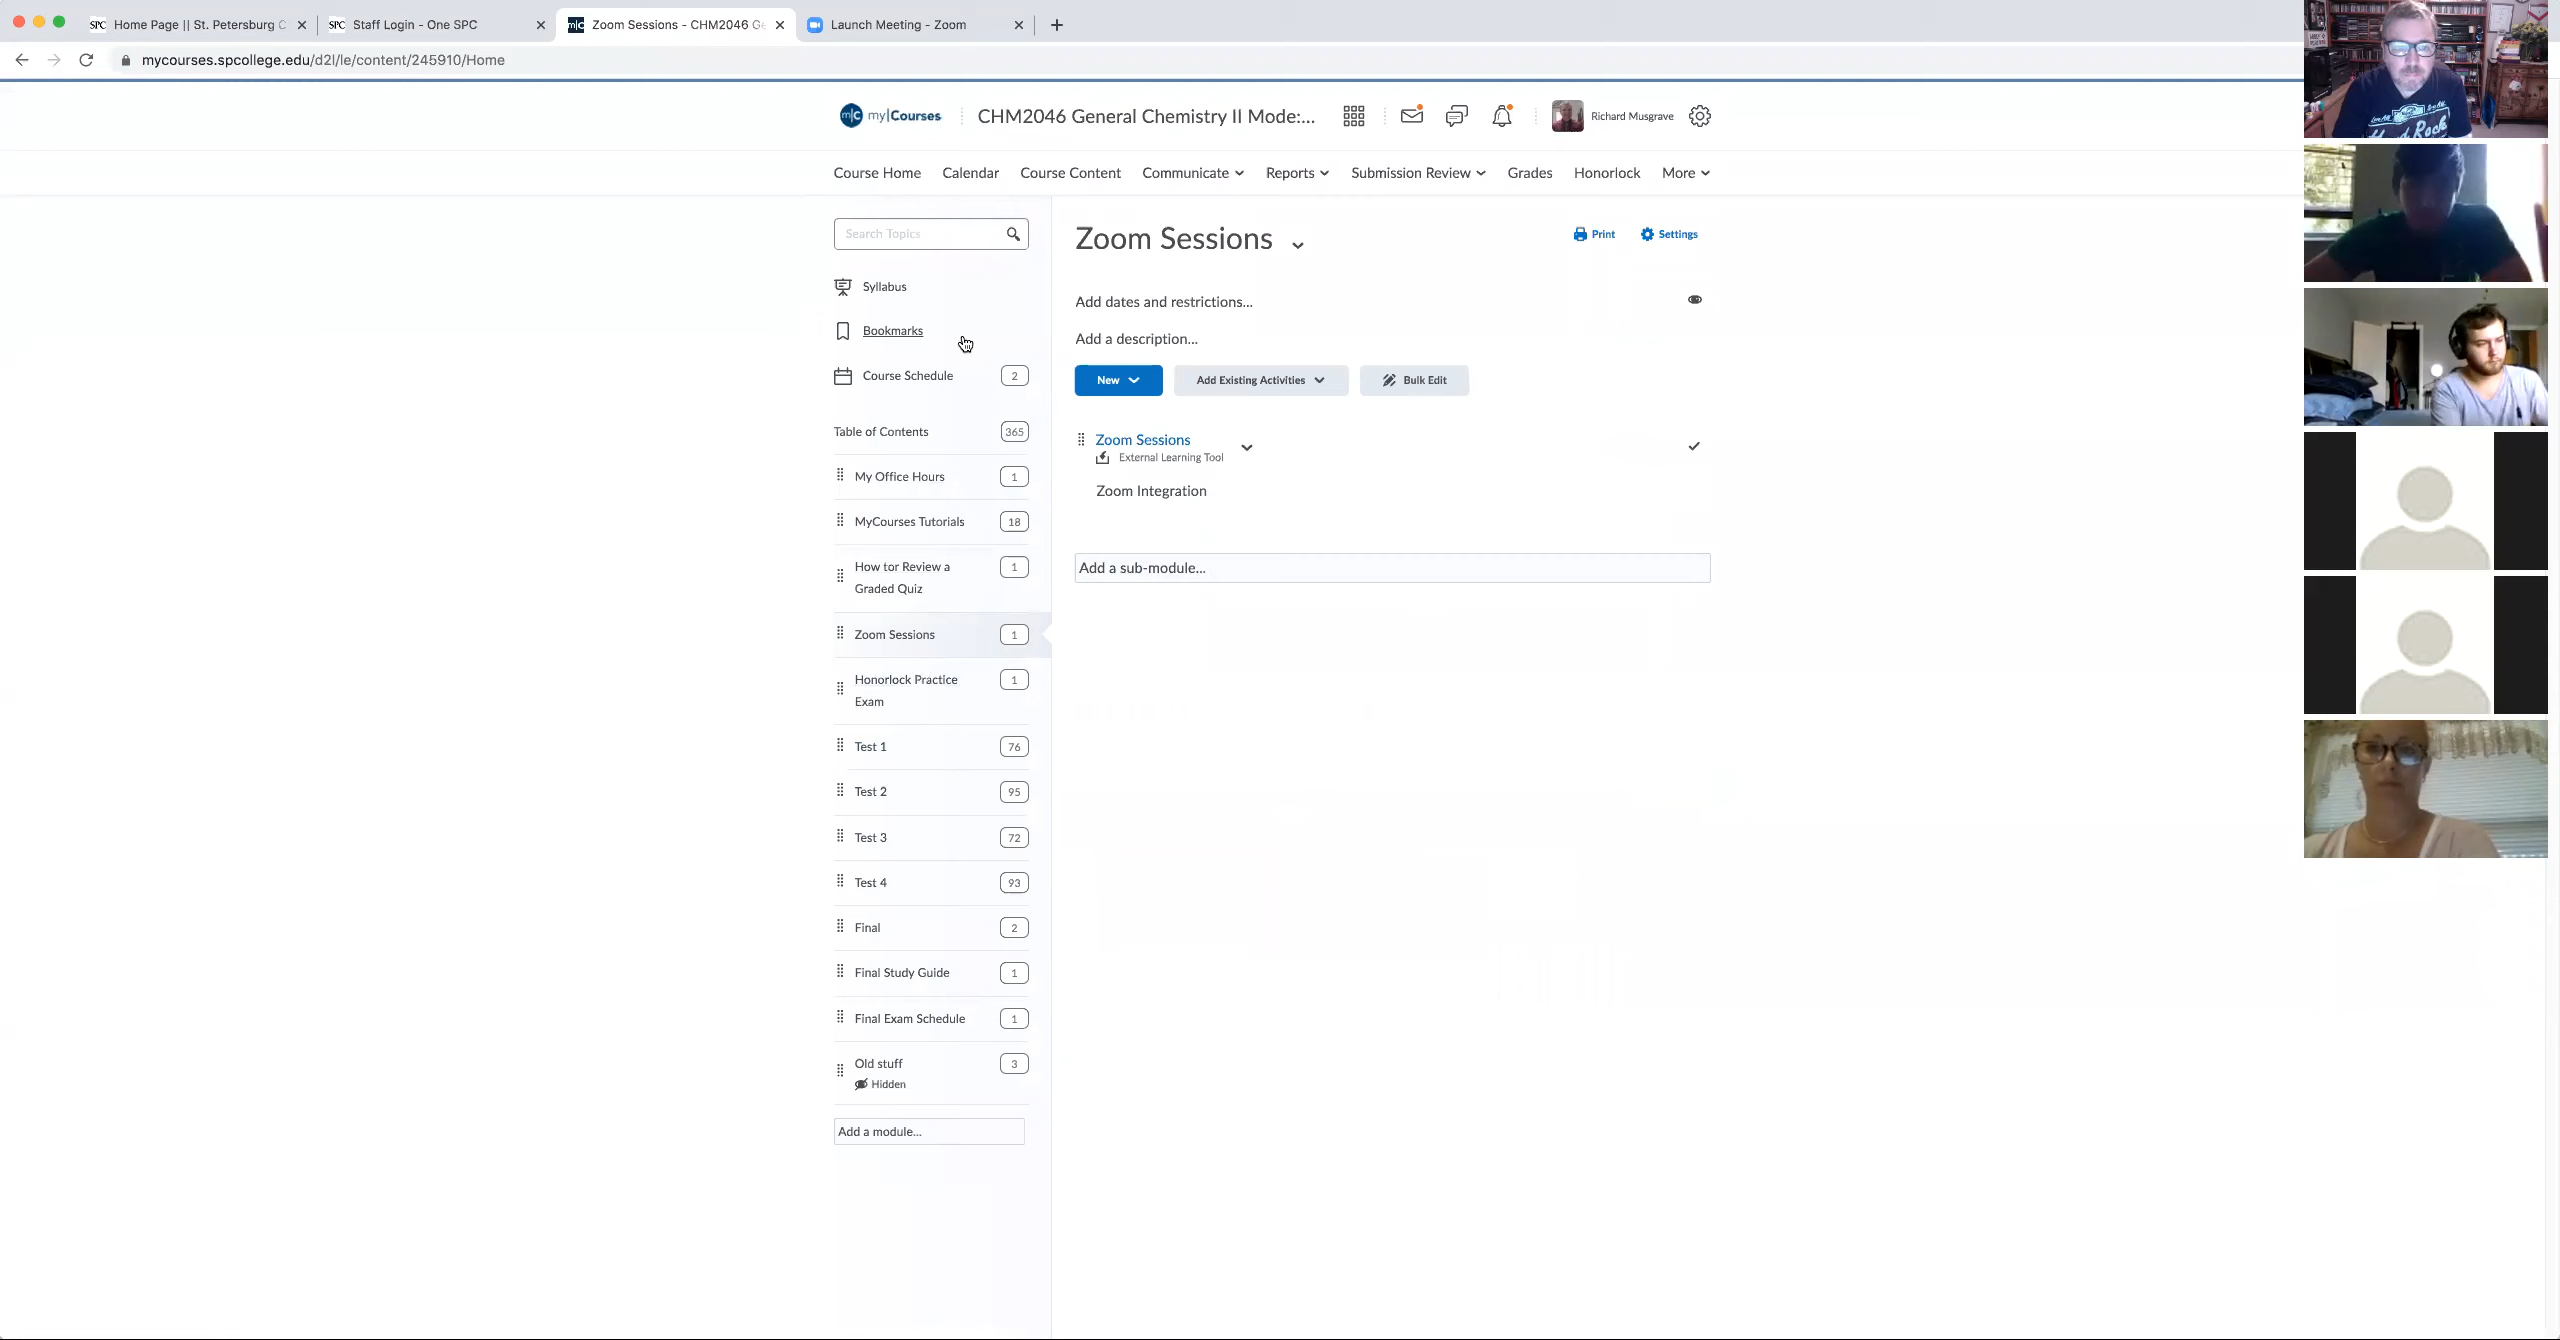 Home Page || St. Petersburg C
Staff Login - One SPC
Zoom Sessions - CHM2046 Ge
Launch Meeting - Zoom
mycourses.spcollege.edu/d2l/le/content/245910/Home
my|Courses
CHM2046 General Chemistry II Mode:...
Richard Musgrave
Course Home
Calendar
Course Content
Communicate
Reports
Submission Review
Grades
Honorlock
More
Search Topics
Syllabus
Bookmarks
Course Schedule 2
Table of Contents 365
My Office Hours 1
MyCourses Tutorials 18
How tor Review a 1
Graded Quiz
Zoom Sessions 1
Honorlock Practice 1
Exam
Test 1 76
Test 2 95
Test 3 72
Test 4 93
Final 2
Final Study Guide 1
Final Exam Schedule 1
Old stuff 3
Hidden
Add a module...
Zoom Sessions
Print
Settings
Add dates and restrictions...
Add a description...
New
Add Existing Activities
Bulk Edit
Zoom Sessions
External Learning Tool
Zoom Integration
Add a sub-module...
Rock